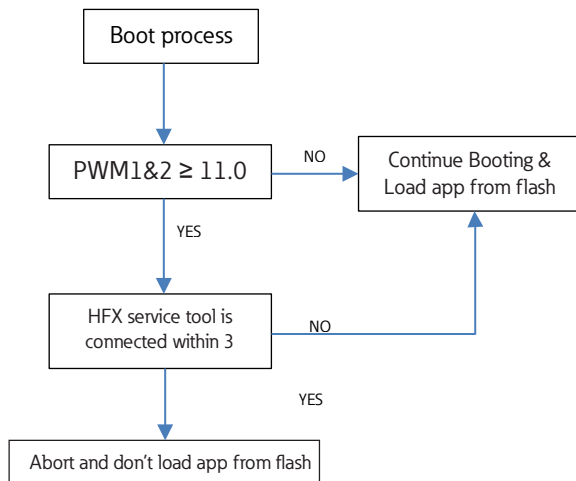 Boot process
PWM1&2 ≥ 11.0
NO
Continue Booting &
Load app from flash
YES
HFX service tool is
connected within 3
NO
YES
Abort and don't load app from flash